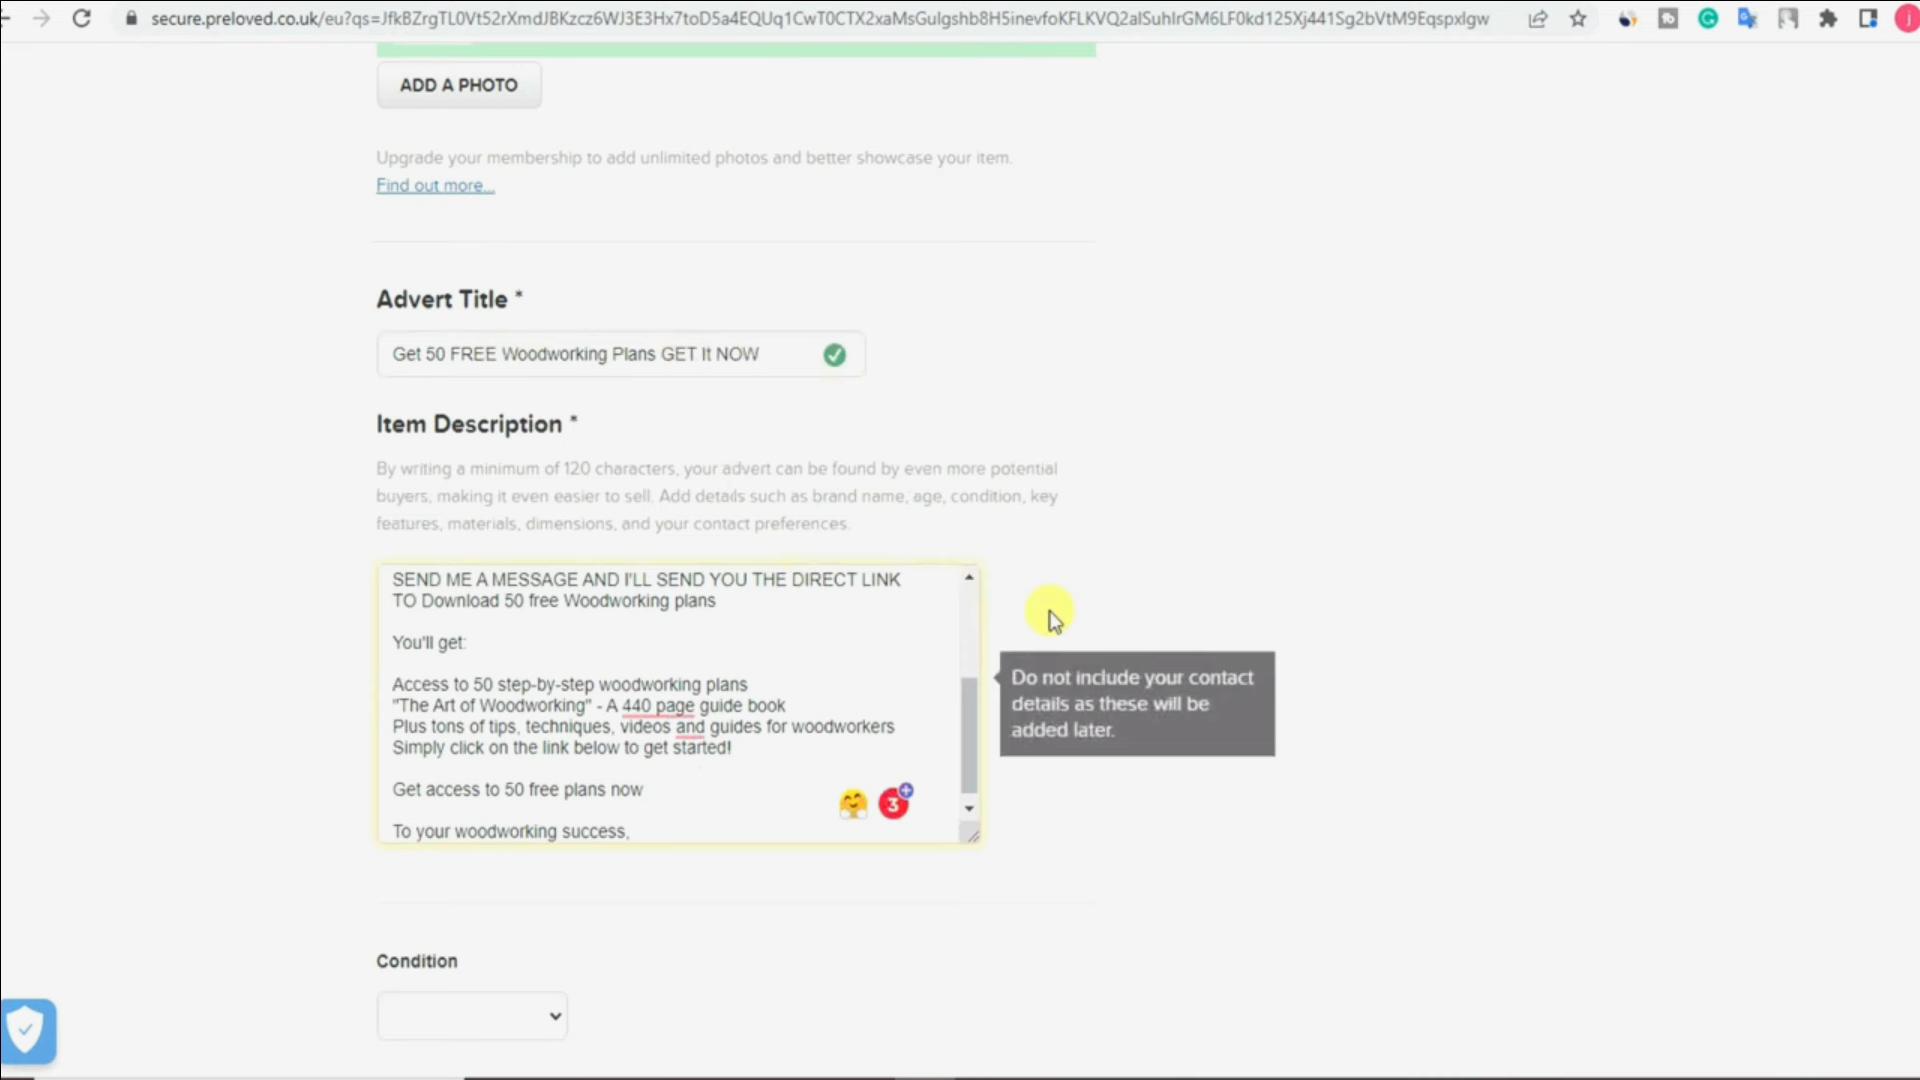 secure.preloved.co.uk/eu?qs=JfkBZrgTL0Vt52rXmdJBKzcz6WJ3E3Hx7toD5a4EQUq1CwT0CTX2xaMsGulgshb8H5inevfoKFLKVQ2alSuhIrGM6LF0kd125Xj441Sg2bVtM9Eqspxlgw
j
ADD A PHOTO
Upgrade your membership to add unlimited photos and better showcase your item.
Find out more...
Advert Title *
Get 50 FREE Woodworking Plans GET It NOW
Item Description *
By writing a minimum of 120 characters, your advert can be found by even more potential
buyers, making it even easier to sell. Add details such as brand name, age, condition, key
features, materials, dimensions, and your contact preferences.
SEND ME A MESSAGE AND I'LL SEND YOU THE DIRECT LINK
TO Download 50 free Woodworking plans
You'll get:
Access to 50 step-by-step woodworking plans
"The Art of Woodworking" - A 440 page guide book
Plus tons of tips, techniques, videos and guides for woodworkers
Simply click on the link below to get started!
Get access to 50 free plans now
3
To your woodworking success,
Do not include your contact
details as these will be
added later.
Condition